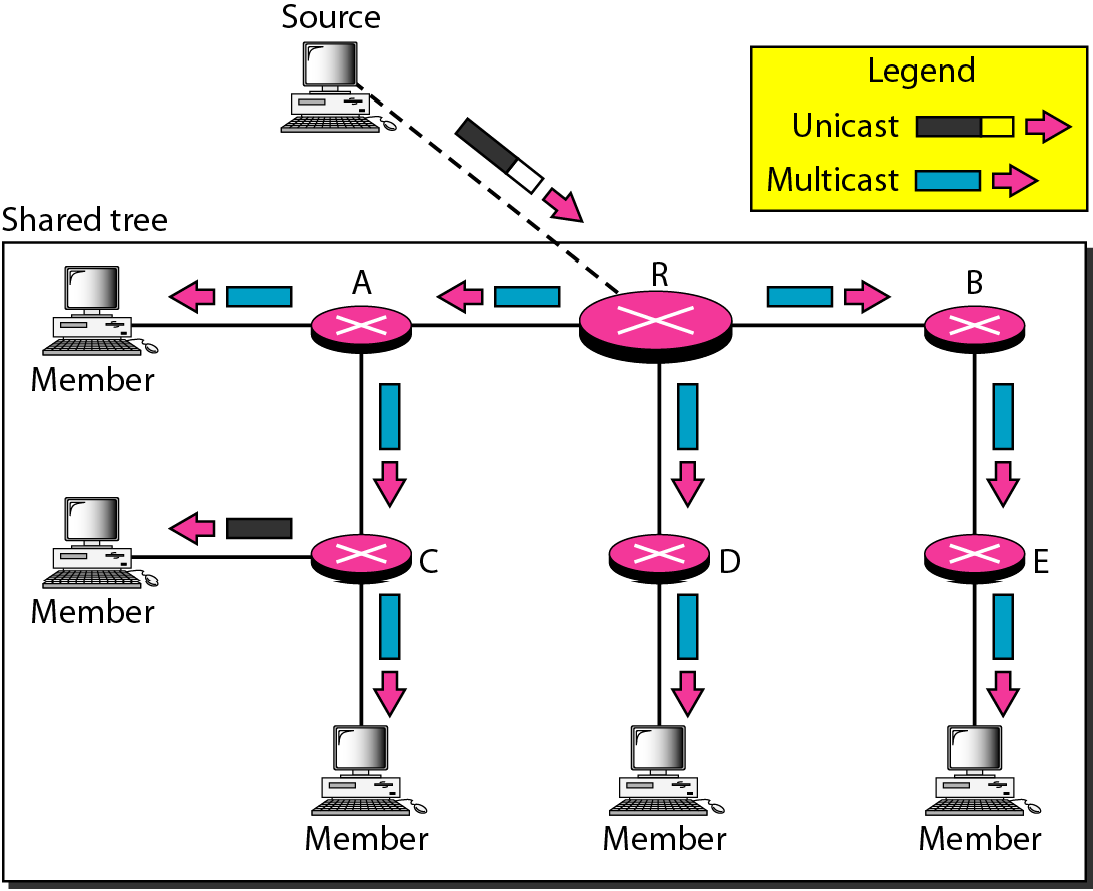 Source
Legend
Unicast
Multicast
Shared tree
A
R
B
Member
C
D
E
Member
Member
Member
Member